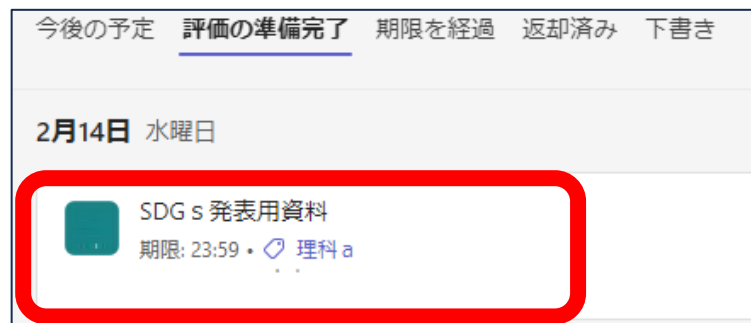 今後の予定 評価の準備完了 期限を経過 返却済み 下書き
2月14日 水曜日
SDGｓ発表用資料
期限: 23:59 • 理科a